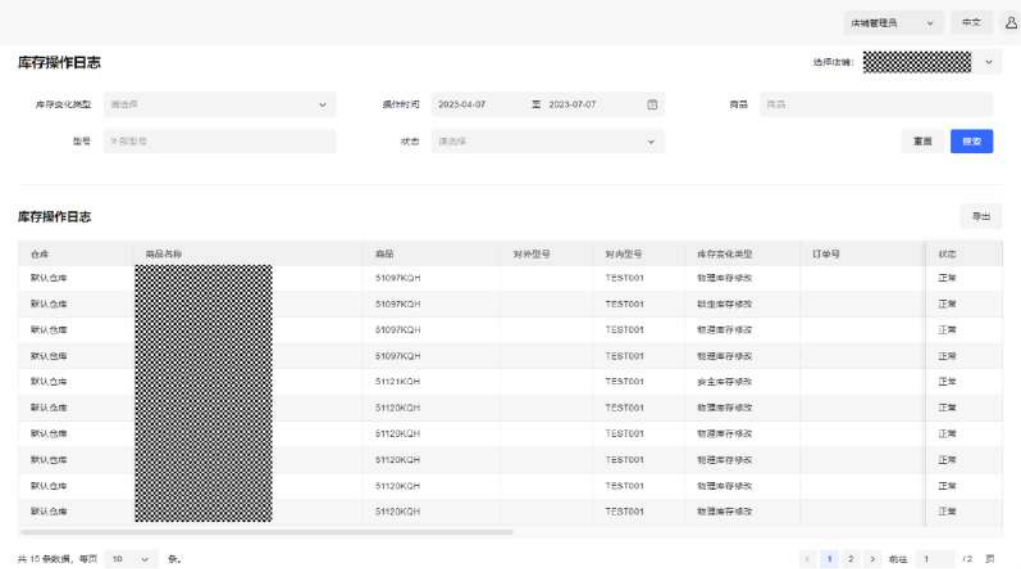 店铺管理员 中文
库存操作日志 选择店铺:
库存变化类型 请选择 操作时间 2023-04-07 至 2023-07-07 商品 商品
型号 外部型号 状态 请选择 重置 搜索
库存操作日志 导出
仓库 商品名称 商品 对外型号 对内型号 库存变化类型 订单号 状态
默认仓库 51097KQH TEST001 物理库存修改 正常
默认仓库 51097KQH TEST001 库存修改 正常
默认仓库 51097KQH TEST001 物理库存修改 正常
默认仓库 51097KQH TEST001 物理库存修改 正常
默认仓库 51121KQH TEST001 安全库存修改 正常
默认仓库 51120KQH TEST001 物理库存修改 正常
默认仓库 51120KQH TEST001 物理库存修改 正常
默认仓库 51120KQH TEST001 物理库存修改 正常
默认仓库 51120KQH TEST001 物理库存修改 正常
默认仓库 51120KQH TEST001 物理库存修改 正常
共 15 条数据, 每页 10 条。 1 2 前往 1 /2 页